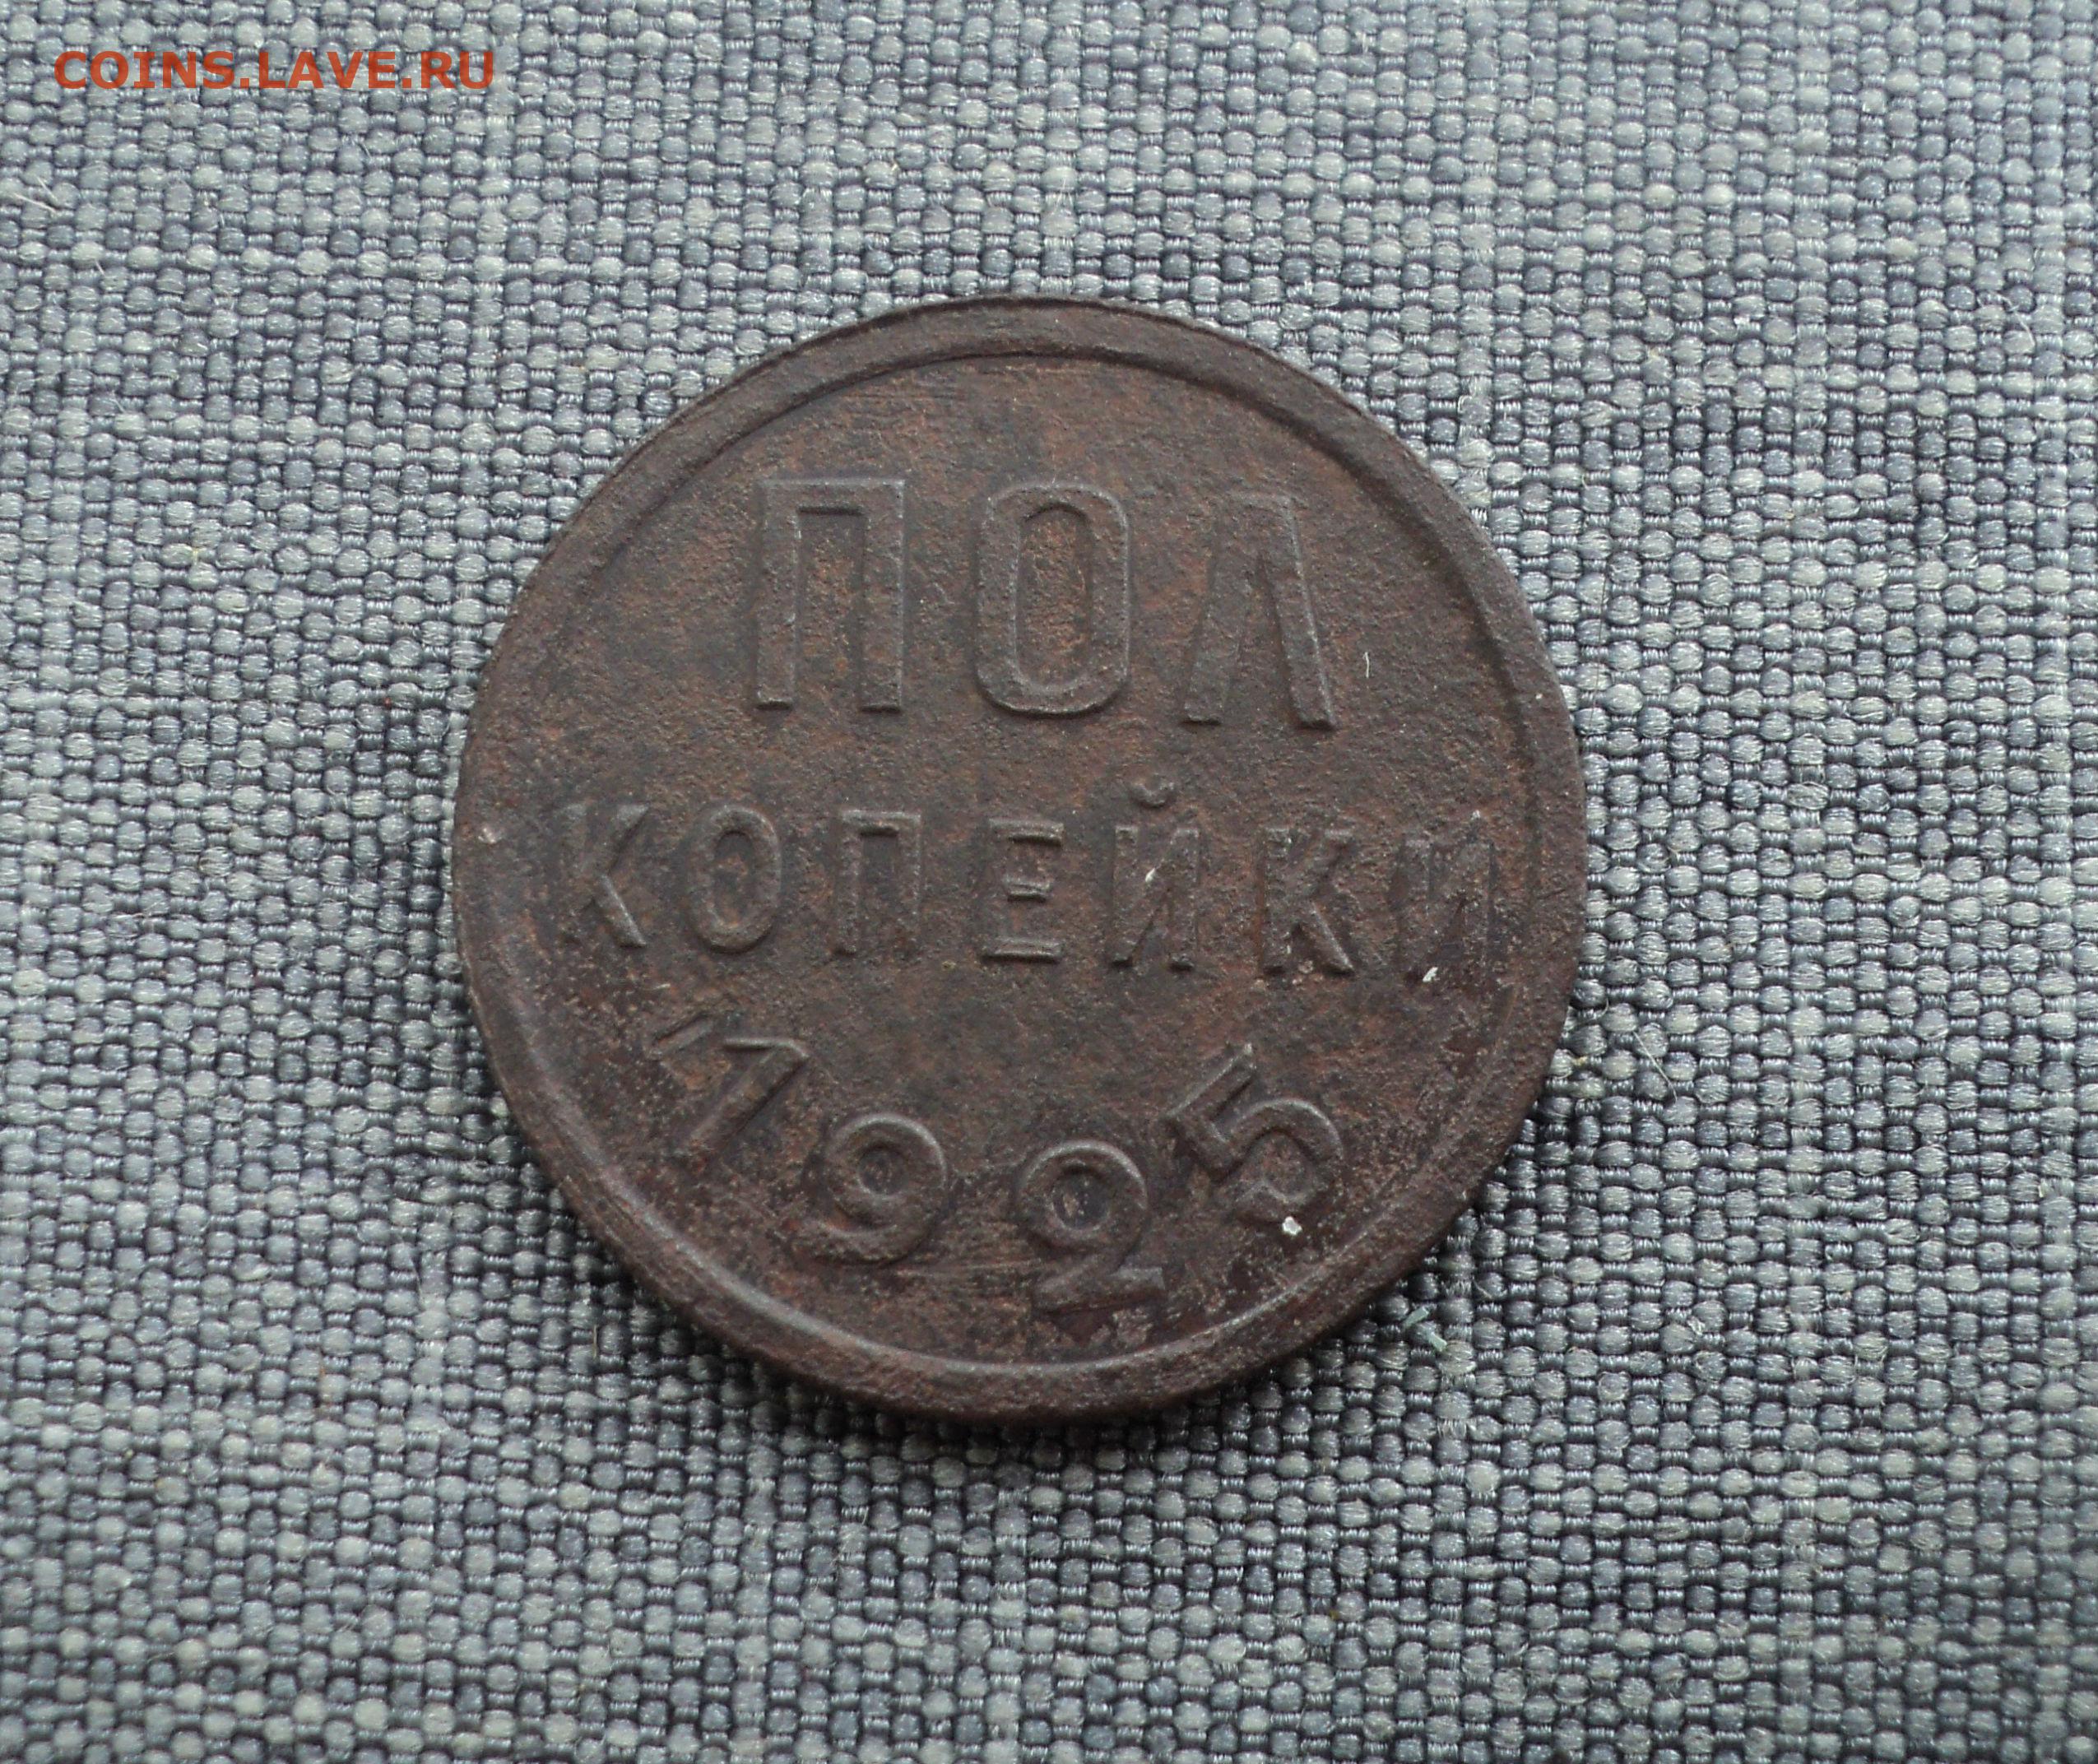 COINS.LAVE.RU
ПОЛ
КОПЕЙКИ
1925